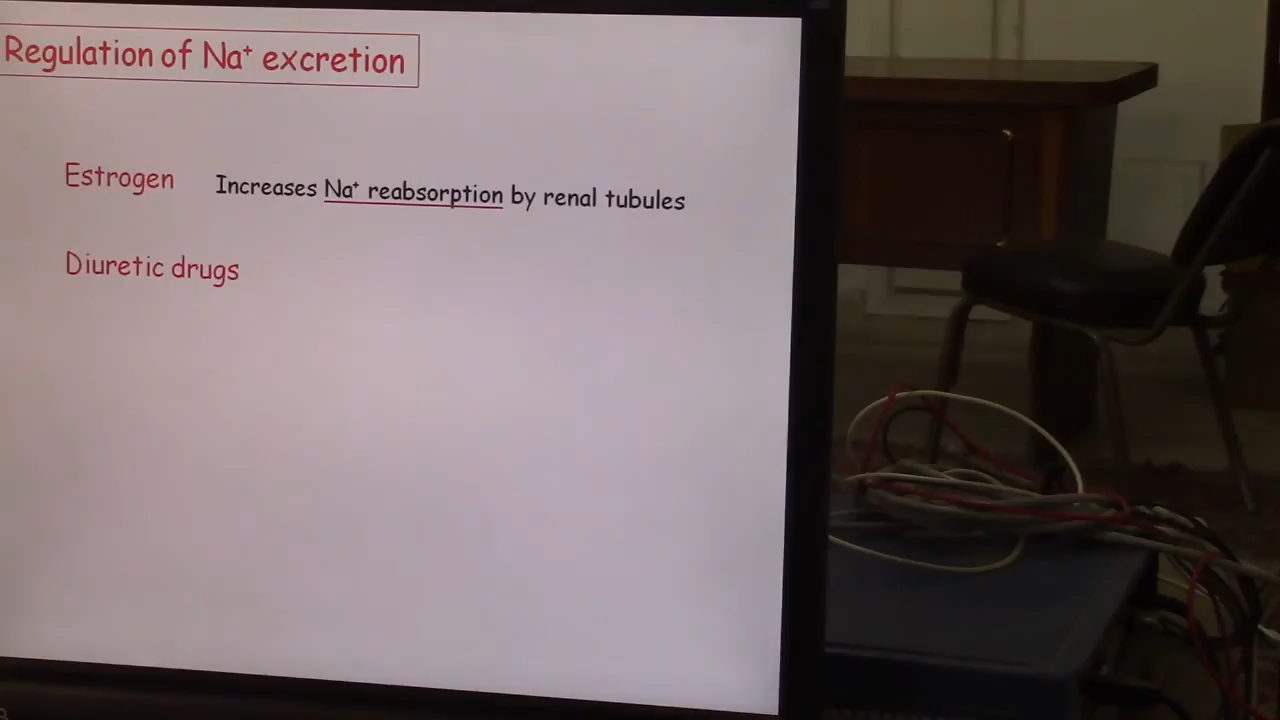 Regulation of Na⁺ excretion
Estrogen Increases Na⁺ reabsorption by renal tubules
Diuretic drugs